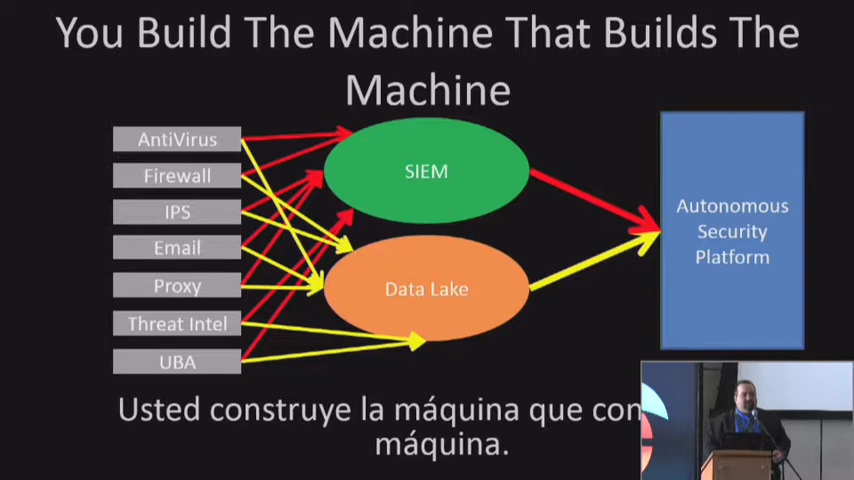 You Build The Machine That Builds The
Machine
AntiVirus
Firewall
IPS
Email
Proxy
Threat Intel
UBA
SIEM
Data Lake
Autonomous
Security
Platform
Usted construye la máquina que con
máquina.